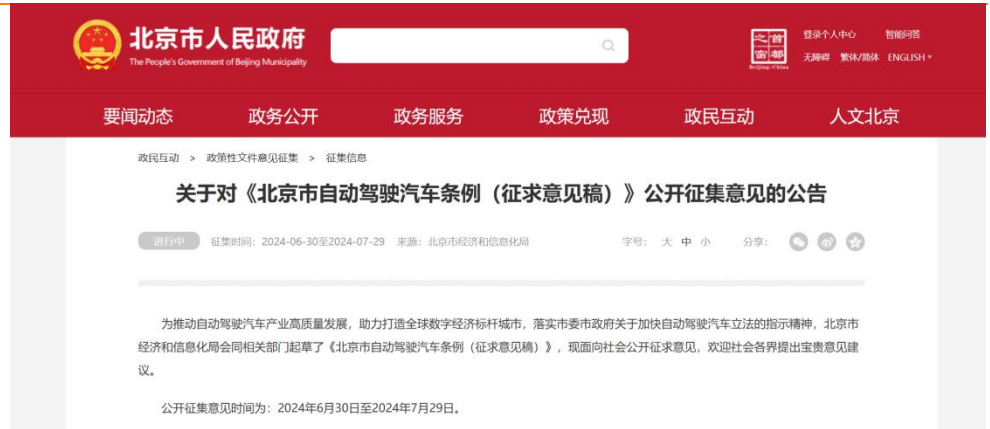 北京市人民政府
The People's Government of Beijing Municipality
首都之窗
Beijing-China
登录个人中心 智能问答
无障碍 繁体/简体 ENGLISH
要闻动态 政务公开 政务服务 政策兑现 政民互动 人文北京
政民互动 > 政策性文件意见征集 > 征集信息
关于对《北京市自动驾驶汽车条例（征求意见稿）》公开征集意见的公告
进行中 征集时间：2024-06-30至2024-07-29 来源：北京市经济和信息化局 字号： 大 中 小 分享：
为推动自动驾驶汽车产业高质量发展，助力打造全球数字经济标杆城市，落实市委市政府关于加快自动驾驶汽车立法的指示精神，北京市
经济和信息化局会同相关部门起草了《北京市自动驾驶汽车条例（征求意见稿）》，现面向社会公开征求意见，欢迎社会各界提出宝贵意见建
议。
公开征集意见时间为：2024年6月30日至2024年7月29日。